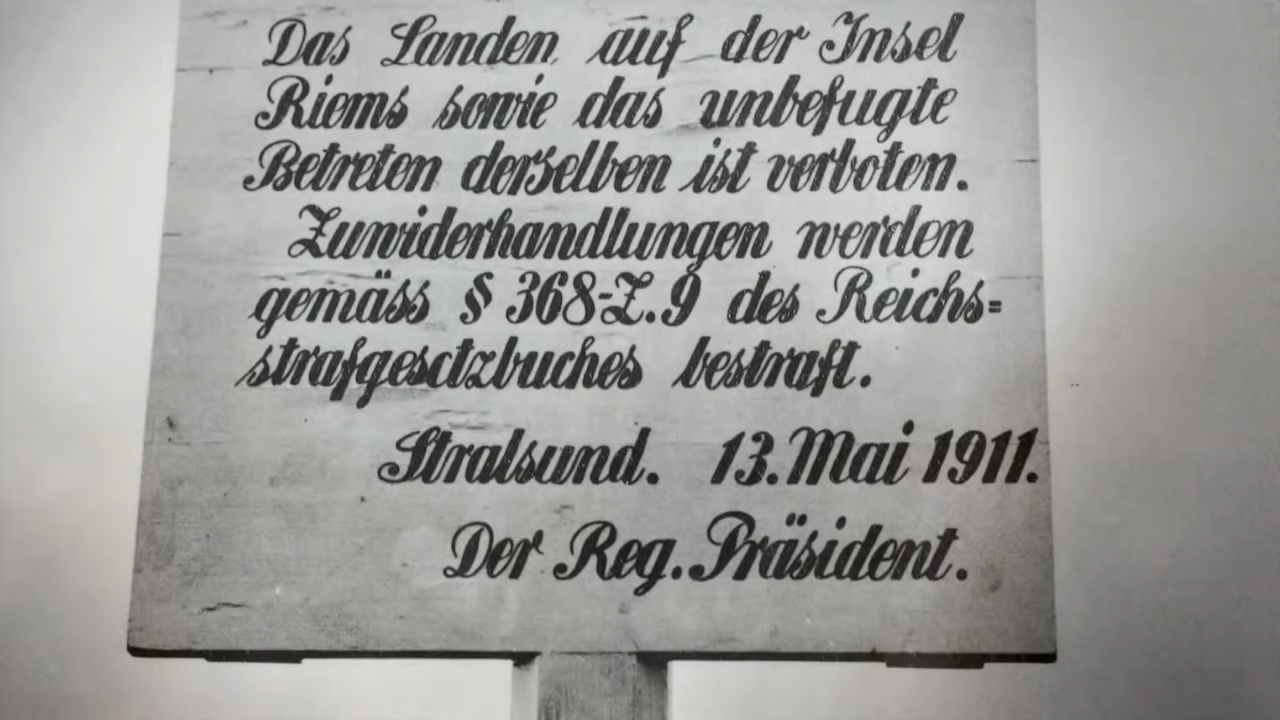 Das Landen auf der Insel
Riems sowie das unbefugte
Betreten derselben ist verboten.
Zuwiderhandlungen werden
gemäss § 368-Z.9 des Reichs=
strafgesetzbuches bestraft.
Stralsund. 13. Mai 1911.
Der Reg. Präsident.